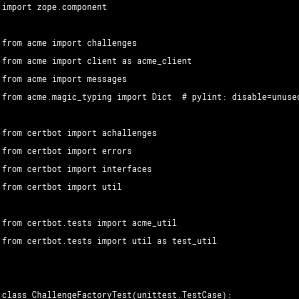 import zope.component
from acme import challenges
from acme import client as acme_client
from acme import messages
from acme.magic_typing import Dict  # pylint: disable=unused
from certbot import achallenges
from certbot import errors
from certbot import interfaces
from certbot import util
from certbot.tests import acme_util
from certbot.tests import util as test_util
class ChallengeFactoryTest(unittest.TestCase):